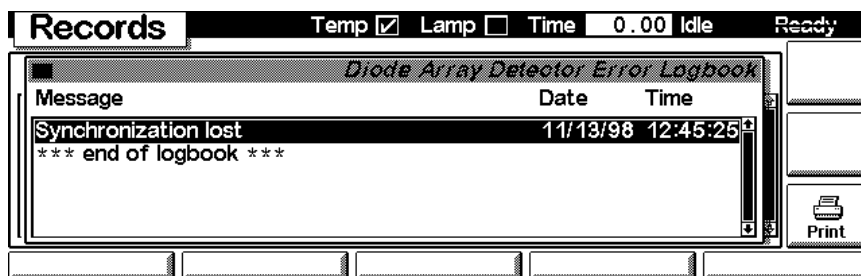 Records Temp Lamp Time 0.00 Idle Ready
Diode Array Detector Error Logbook
Message Date Time
Synchronization lost 11/13/98 12:45:25
*** end of logbook ***
Print